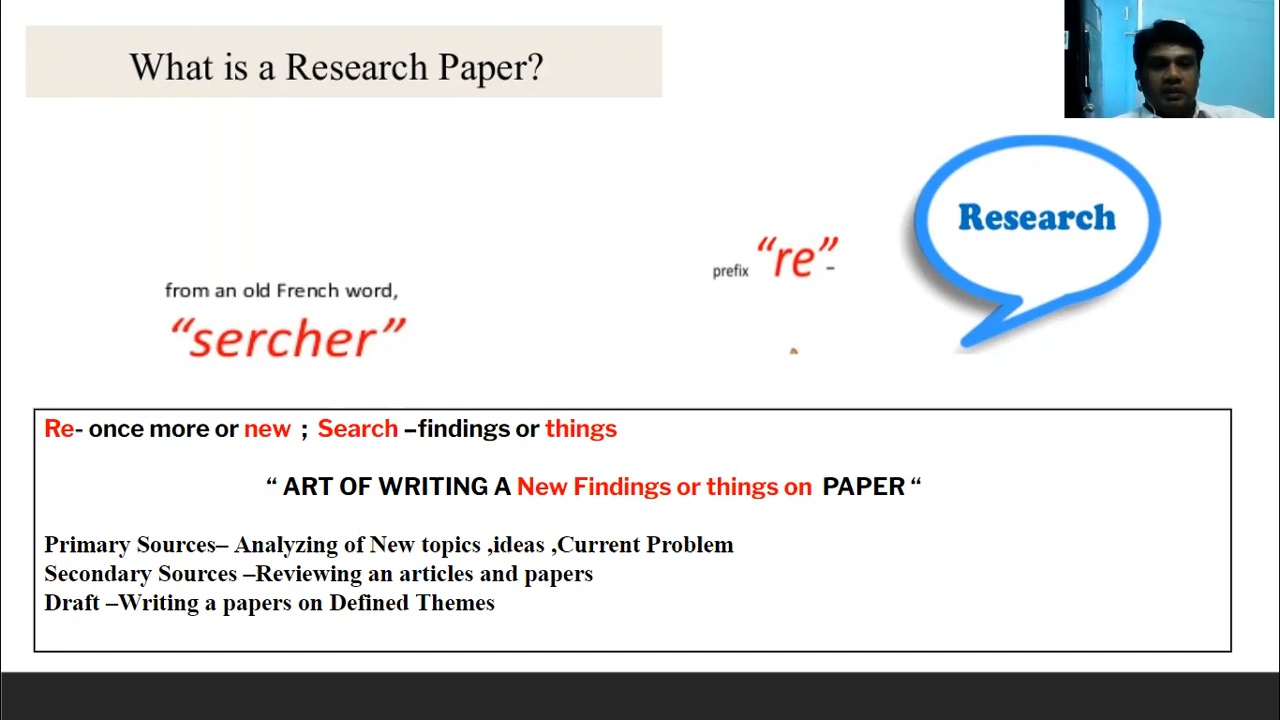 What is a Research Paper?
Research
prefix “re” –
from an old French word,
“sercher”
Re- once more or new ; Search –findings or things
“ ART OF WRITING A New Findings or things on PAPER “
Primary Sources– Analyzing of New topics ,ideas ,Current Problem
Secondary Sources –Reviewing an articles and papers
Draft –Writing a papers on Defined Themes